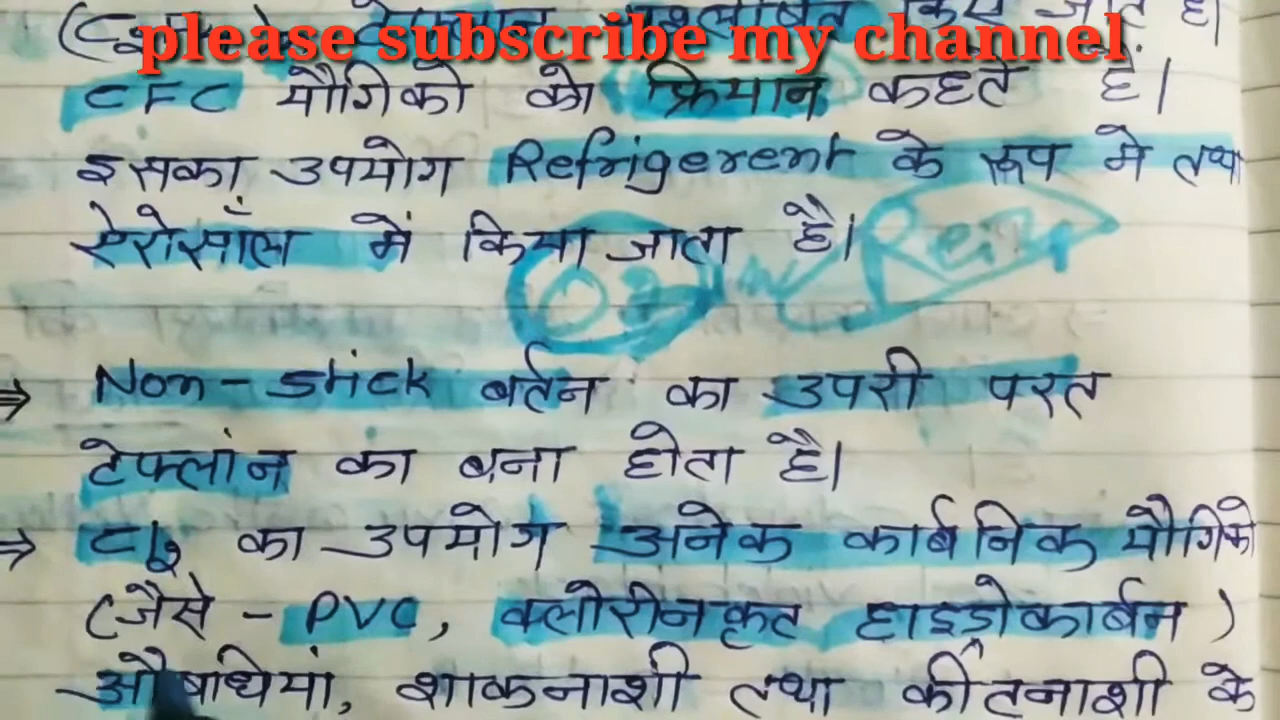 please subscribe my channel
किए जाते है।
CFC यौगिको को फ्रियान कहते है।
इसका उपयोग Refrigerent के रूप मे तथा
ऐरोसॉल में किया जाता है।
⇒ Non-stick बर्तन का उपरी परत
टेफ्लांन का बना होता है।
⇒ Cl₂ का उपयोग अनेक कार्बनिक यौगिको
(जैसे - PVC, क्लोरीनकृत हाइड्रोकार्बन)
औषधियां, शाकनाशी तथा कीटनाशी के